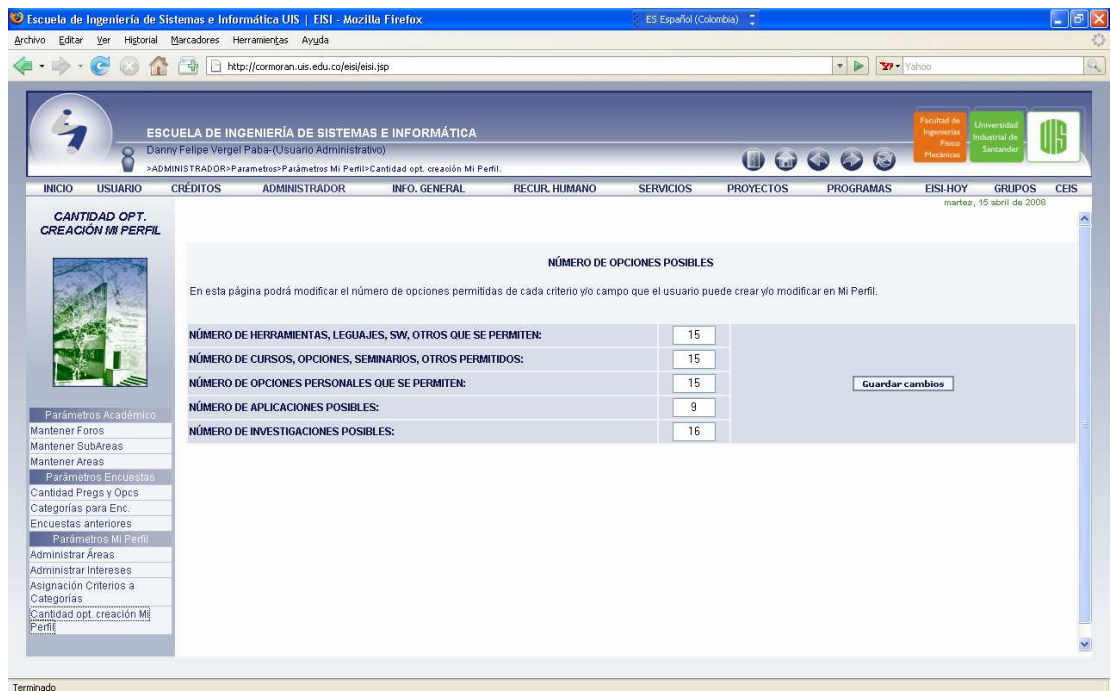 Escuela de Ingeniería de Sistemas e Informática UIS | EISI - Mozilla Firefox
ES Español (Colombia)
Archivo Editar Ver Historial Marcadores Herramientas Ayuda
http://cormoran.uis.edu.co/eisi/eisi.jsp
Yahoo
ESCUELA DE INGENIERÍA DE SISTEMAS E INFORMÁTICA
Danny Felipe Vergel Paba-(Usuario Administrativo)
>ADMINISTRADOR>Parametros>Parámetros Mi Perfil>Cantidad opt. creación Mi Perfil.
Facultad de
Ingenierías
Físico
Mecánicas
Universidad
Industrial de
Santander
UIS
INICIO USUARIO CRÉDITOS ADMINISTRADOR INFO. GENERAL RECUR. HUMANO SERVICIOS PROYECTOS PROGRAMAS EISI-HOY GRUPOS CEIS
martes, 15 abril de 2008
CANTIDAD OPT.
CREACIÓN MI PERFIL
NÚMERO DE OPCIONES POSIBLES
En esta página podrá modificar el número de opciones permitidas de cada criterio y/o campo que el usuario puede crear y/o modificar en Mi Perfil.
NÚMERO DE HERRAMIENTAS, LEGUAJES, SW, OTROS QUE SE PERMITEN: 15
NÚMERO DE CURSOS, OPCIONES, SEMINARIOS, OTROS PERMITIDOS: 15
NÚMERO DE OPCIONES PERSONALES QUE SE PERMITEN: 15
NÚMERO DE APLICACIONES POSIBLES: 9
NÚMERO DE INVESTIGACIONES POSIBLES: 16
Guardar cambios
Parámetros Académico
Mantener Foros
Mantener SubAreas
Mantener Areas
Parámetros Encuestas
Cantidad Pregs y Opcs
Categorías para Enc.
Encuestas anteriores
Parámetros Mi Perfil
Administrar Áreas
Administrar Intereses
Asignación Criterios a
Categorías
Cantidad opt. creación Mi
Perfil
Terminado